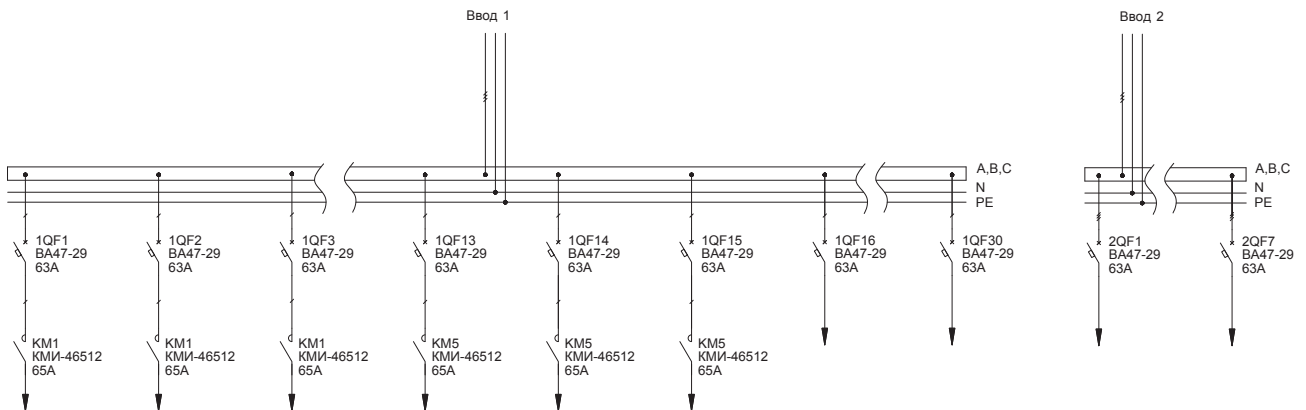 Ввод 1
Ввод 2
A,B,C
N
PE
A,B,C
N
PE
1QF1
ВА47-29
63А
1QF2
ВА47-29
63А
1QF3
ВА47-29
63А
1QF13
ВА47-29
63А
1QF14
ВА47-29
63А
1QF15
ВА47-29
63А
1QF16
ВА47-29
63А
1QF30
ВА47-29
63А
2QF1
ВА47-29
63А
2QF7
ВА47-29
63А
КМ1
КМИ-46512
65А
КМ1
КМИ-46512
65А
КМ1
КМИ-46512
65А
КМ5
КМИ-46512
65А
КМ5
КМИ-46512
65А
КМ5
КМИ-46512
65А